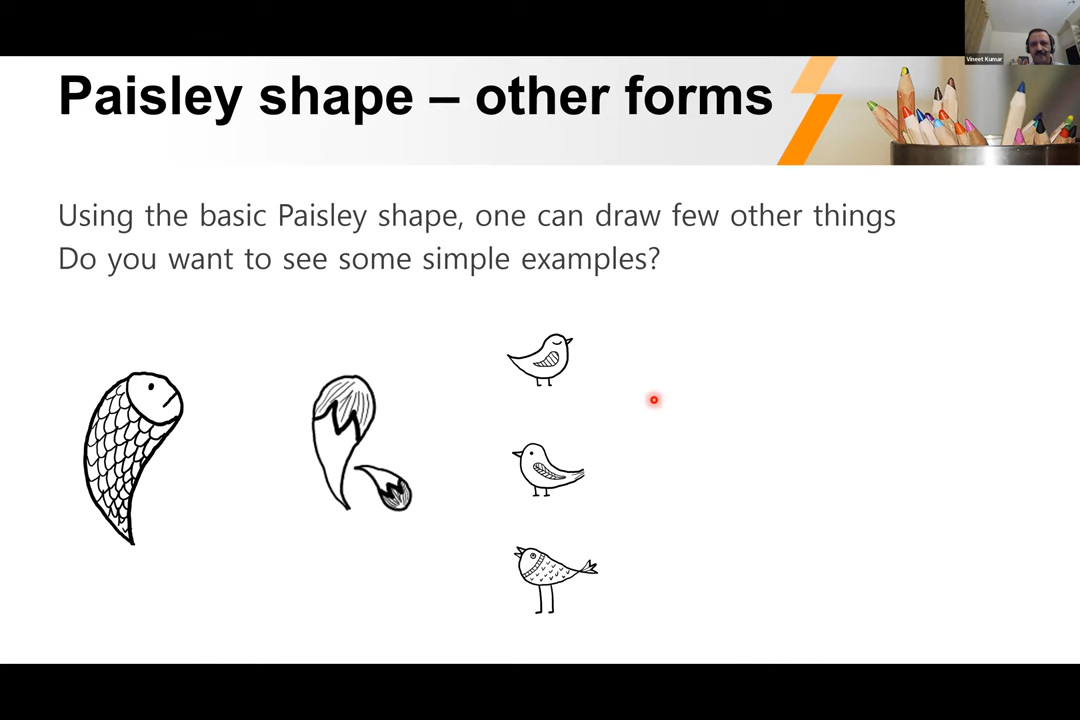 Vineet Kumar
Paisley shape – other forms
Using the basic Paisley shape, one can draw few other things
Do you want to see some simple examples?